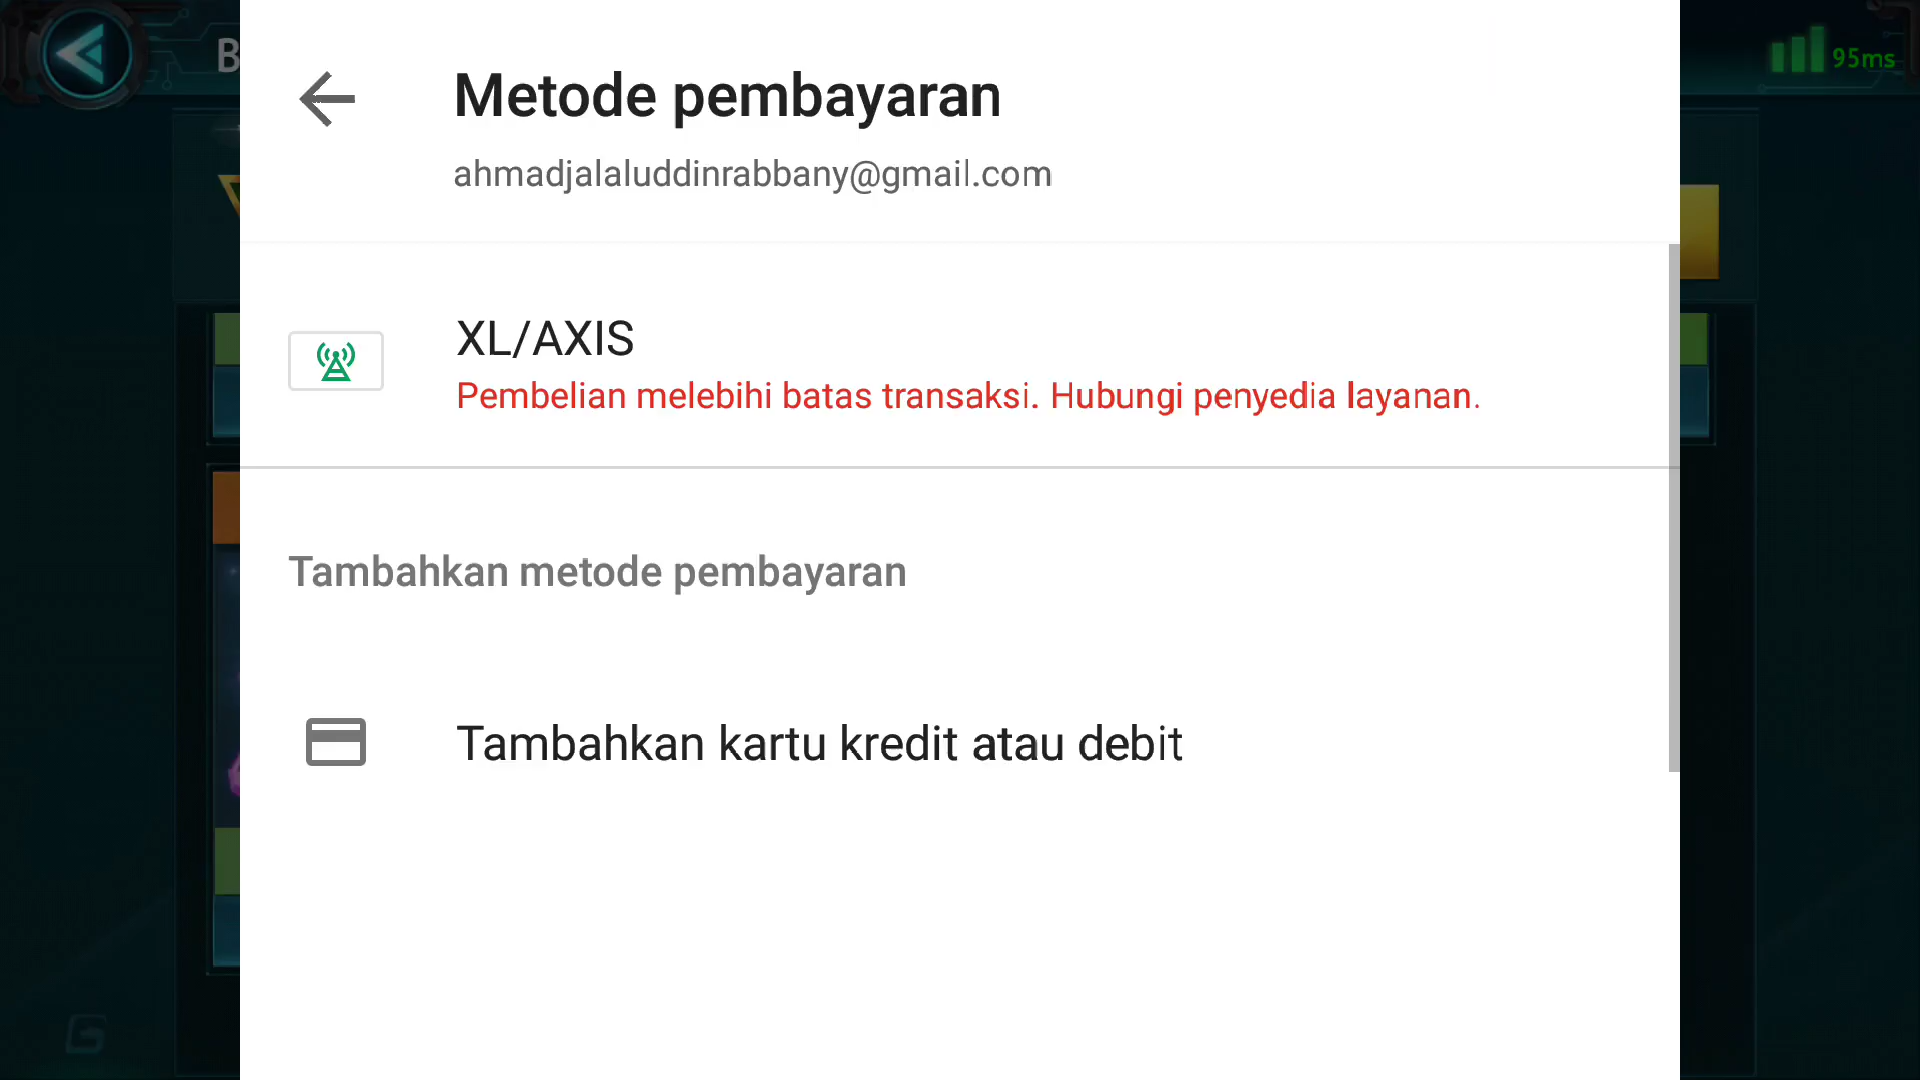 B
95ms
Metode pembayaran
ahmadjalaluddinrabbany@gmail.com
XL/AXIS
Pembelian melebihi batas transaksi. Hubungi penyedia layanan.
Tambahkan metode pembayaran
Tambahkan kartu kredit atau debit